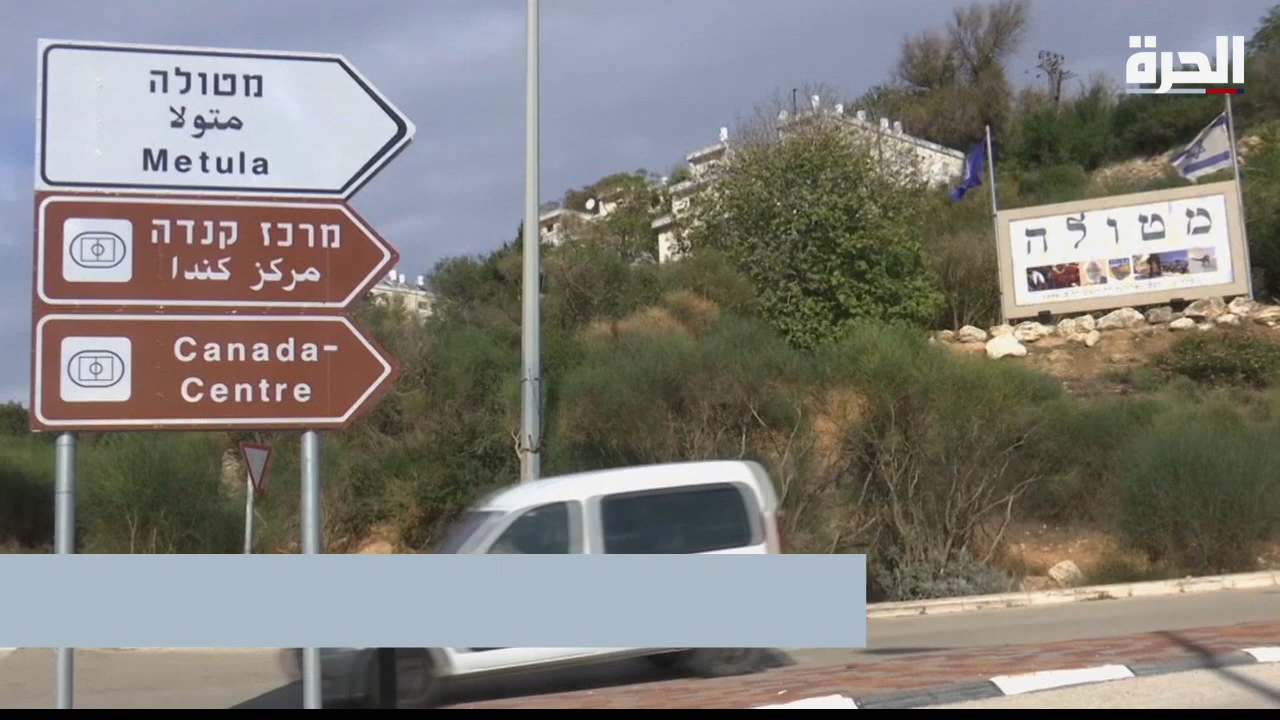 מטולה
متولا
Metula
מרכז קנדה
مركز كندا
Canada-
Centre
الحرة
מטולה